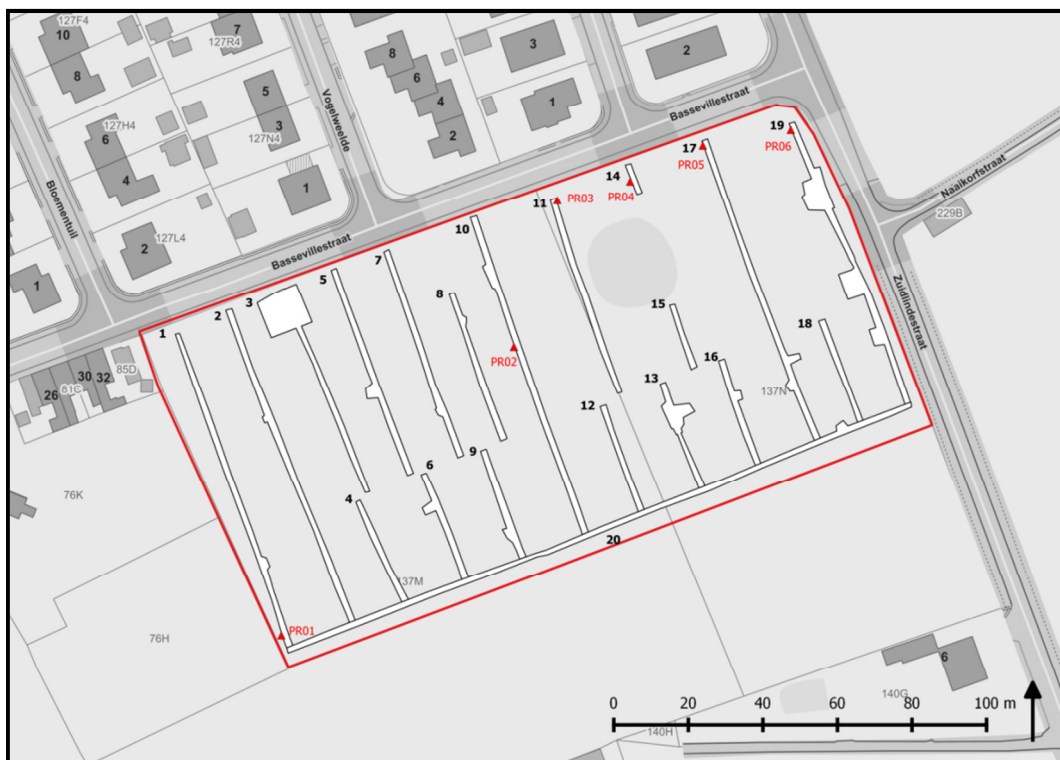 127F4
10
8
127R4
7
5
127N4
3
127H4
6
4
1
Vogelweelde
8
6
4
2
3
1
2
Bassevillestraat
Bloementuil
2
127L4
1
Bassevillestraat
19
PR06
17
PR05
14
PR04
11
PR03
10
7
5
3
2
1
8
15
18
16
13
12
9
6
4
PR02
137N
Naaikorfstraat
229B
Zuidlindestraat
26
81C
30
32
85D
76K
76H
137M
20
PR01
6
140G
140H
0
20
40
60
80
100 m